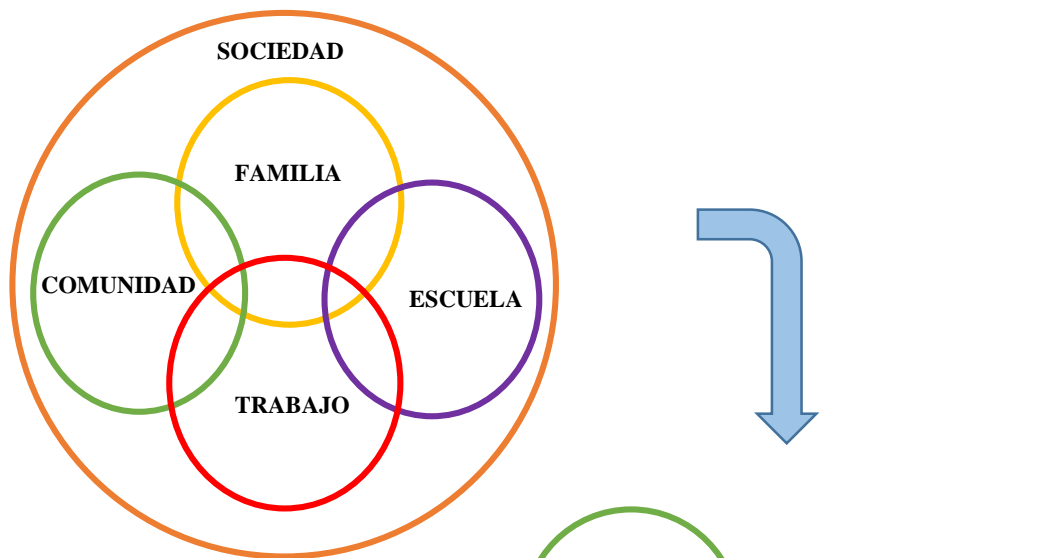 SOCIEDAD
FAMILIA
COMUNIDAD
ESCUELA
TRABAJO